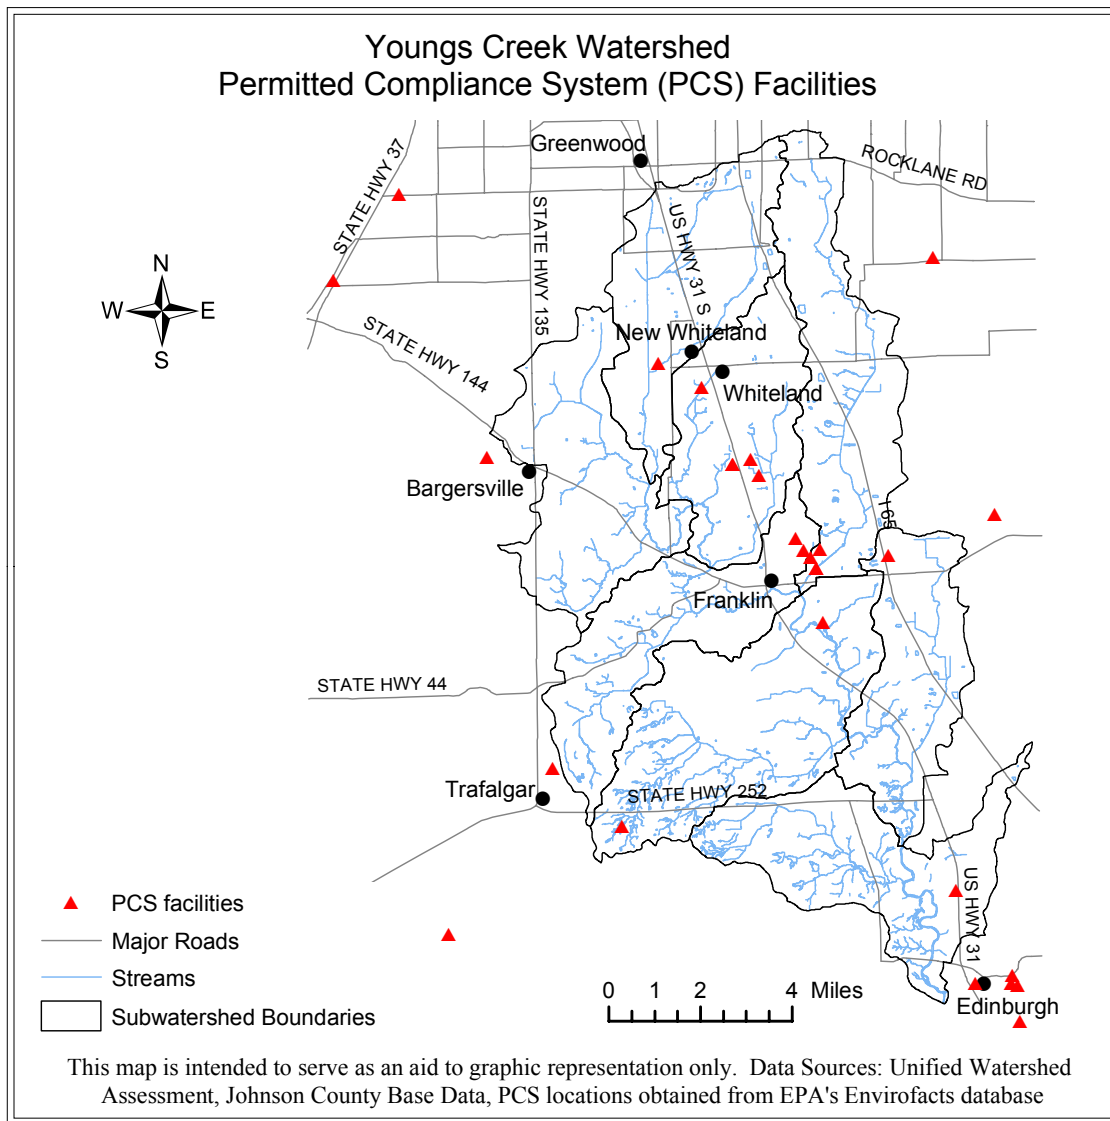 Youngs Creek Watershed
Permitted Compliance System (PCS) Facilities
Greenwood
ROCKLANE RD
STATE HWY 37
STATE HWY 135
US HWY 31 S
N
W
E
S
STATE HWY 144
New Whiteland
Whiteland
Bargersville
I 65
Franklin
STATE HWY 44
Trafalgar
STATE HWY 252
US HWY 31
Edinburgh
PCS facilities
Major Roads
Streams
Subwatershed Boundaries
0 1 2 4 Miles
This map is intended to serve as an aid to graphic representation only. Data Sources: Unified Watershed
Assessment, Johnson County Base Data, PCS locations obtained from EPA's Envirofacts database